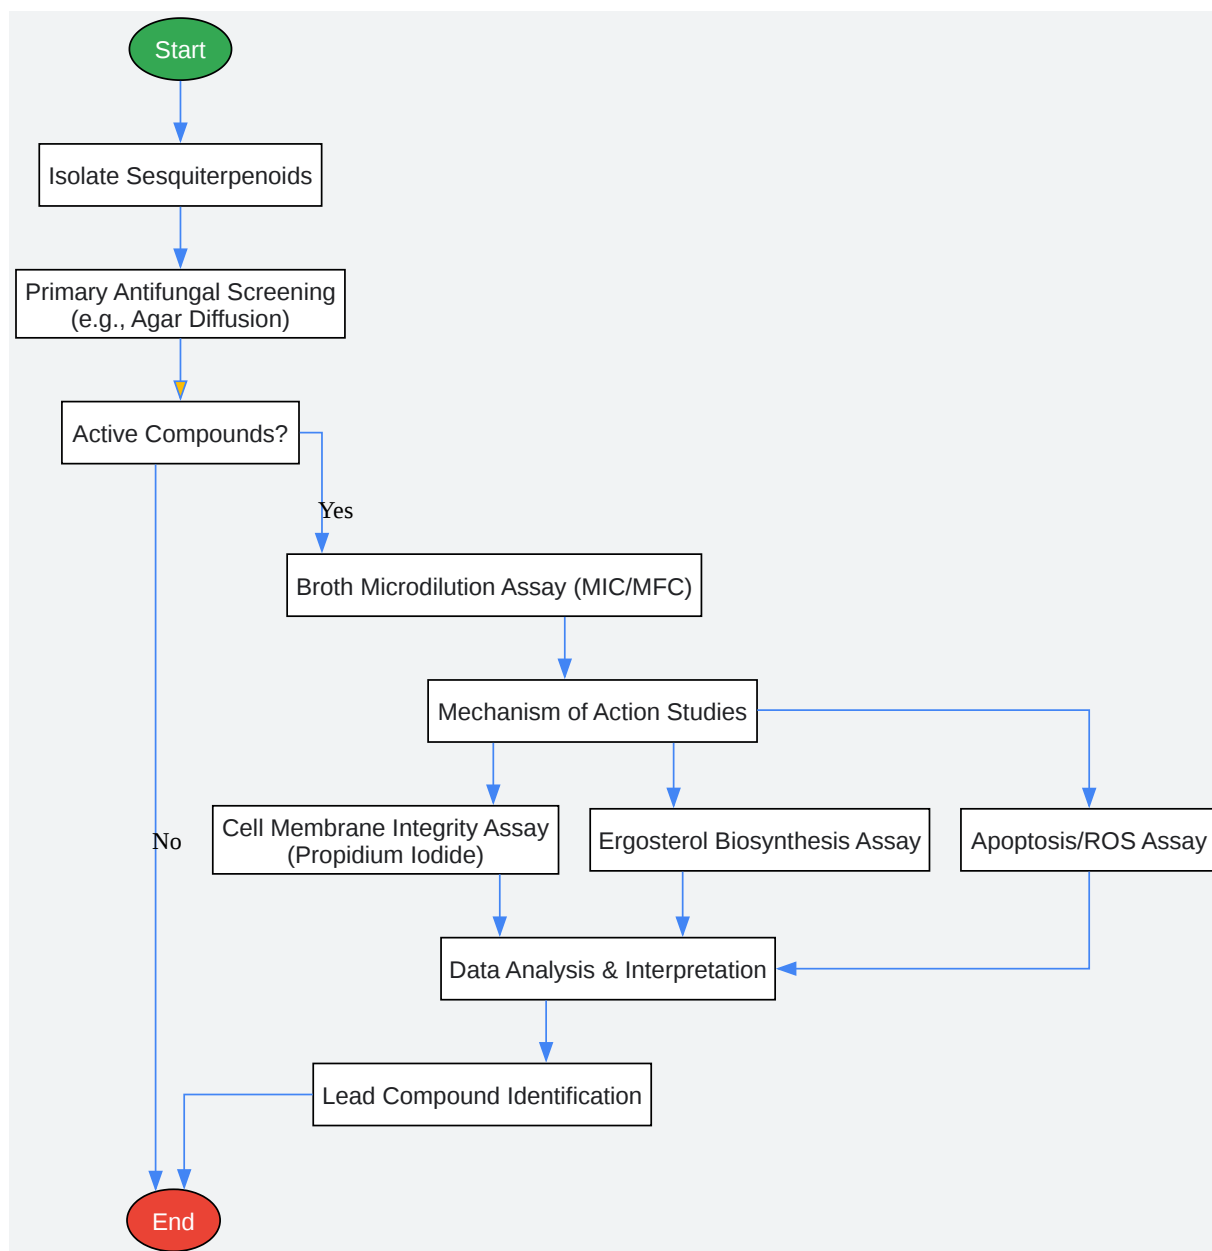 Start
Isolate Sesquiterpenoids
Primary Antifungal Screening
(e.g., Agar Diffusion)
Active Compounds?
Yes
Broth Microdilution Assay (MIC/MFC)
Mechanism of Action Studies
No
Cell Membrane Integrity Assay
(Propidium Iodide)
Ergosterol Biosynthesis Assay
Apoptosis/ROS Assay
Data Analysis & Interpretation
Lead Compound Identification
End